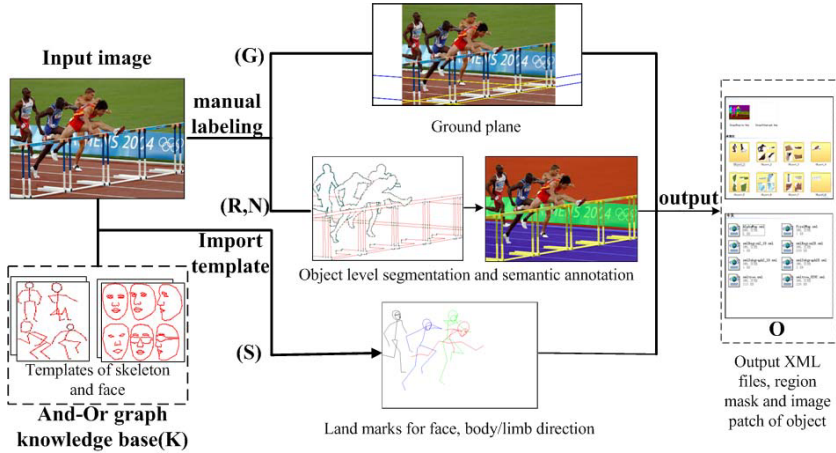 Input image
(G)
manual
labeling
Ground plane
(R,N)
Object level segmentation and semantic annotation
Import
template
(S)
Land marks for face, body/limb direction
Templates of skeleton
and face
And-Or graph
knowledge base(K)
output
O
Output XML
files, region
mask and image
patch of object
2004